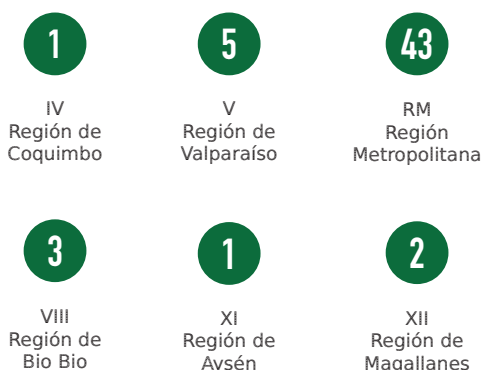 1
IV
Región de
Coquimbo
5
V
Región de
Valparaíso
43
RM
Región
Metropolitana
3
VIII
Región de
Bio Bio
1
XI
Región de
Aysén
2
XII
Región de
Magallanes